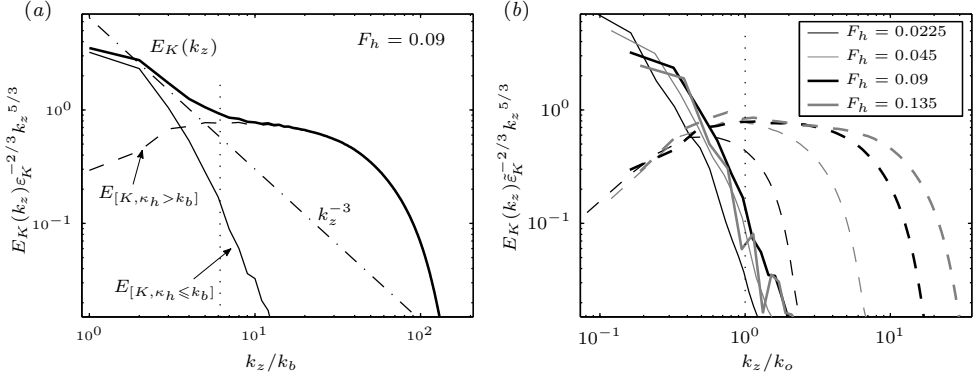 (a)
E_K(k_z)
F_h = 0.09
E_K(k_z)ε_K^{-2/3} k_z^{5/3}
10^0
10^{-1}
E_{[K,κ_h>k_b]}
k_z^{-3}
E_{[K,κ_h⩽k_b]}
10^0
10^1
10^2
k_z/k_b
(b)
F_h = 0.0225
F_h = 0.045
F_h = 0.09
F_h = 0.135
E_K(k_z)ε̃_K^{-2/3} k_z^{5/3}
10^0
10^{-1}
10^{-1}
10^0
10^1
k_z/k_o